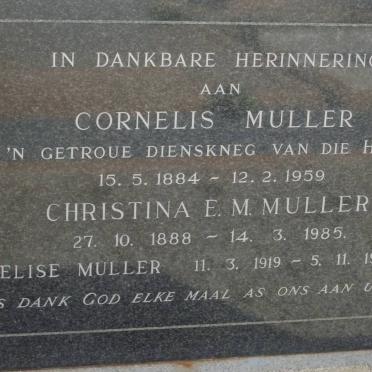 IN DANKBARE HERINNERING
AAN
CORNELIS MULLER
'N GETROUE DIENSKNEG VAN DIE
15. 5. 1884 ~ 12. 2. 1959
CHRISTINA E. M. MULLER
27. 10. 1888 ~ 14. 3. 1985.
ELISE MULLER 11. 3. 1919 ~ 5. 11.
DANK GOD ELKE MAAL AS ONS AAN